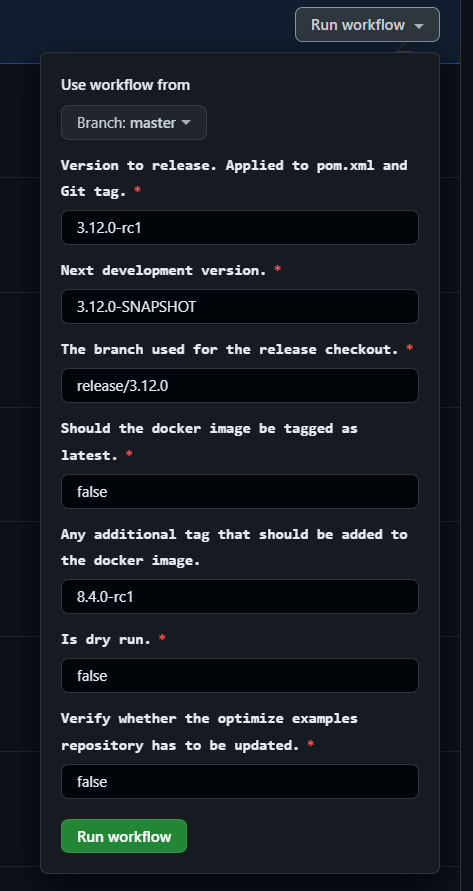 Run workflow
Use workflow from
Branch: master
Version to release. Applied to pom.xml and
Git tag. *
3.12.0-rc1
Next development version. *
3.12.0-SNAPSHOT
The branch used for the release checkout. *
release/3.12.0
Should the docker image be tagged as
latest. *
false
Any additional tag that should be added to
the docker image.
8.4.0-rc1
Is dry run. *
false
Verify whether the optimize examples
repository has to be updated. *
false
Run workflow